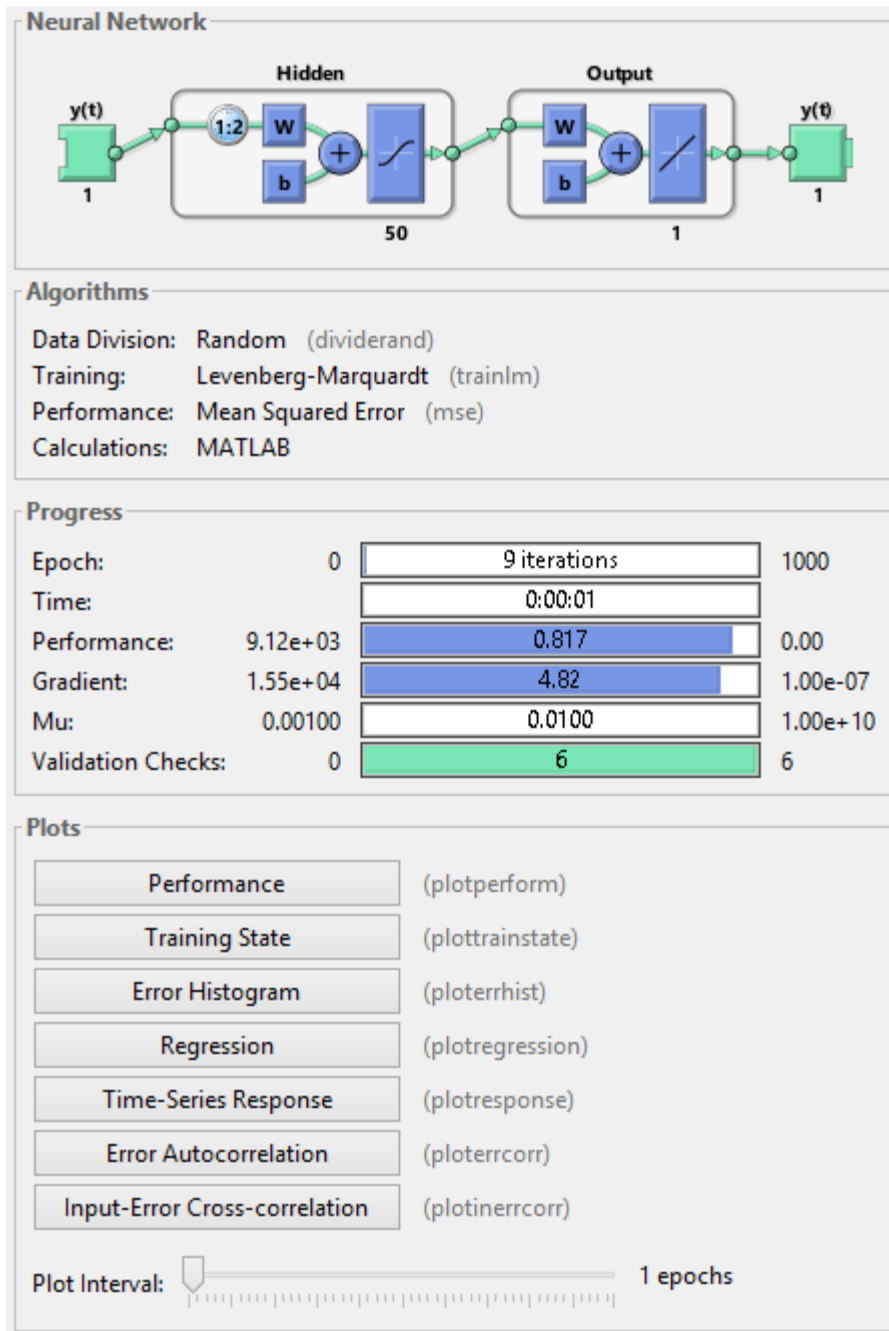 Neural Network
Hidden Output
y(t) y(t)
1:2 W + W +
b b
1 1
50 1
Algorithms
Data Division: Random (dividerand)
Training: Levenberg-Marquardt (trainlm)
Performance: Mean Squared Error (mse)
Calculations: MATLAB
Progress
Epoch: 0 9 iterations 1000
Time: 0:00:01
Performance: 9.12e+03 0.817 0.00
Gradient: 1.55e+04 4.82 1.00e-07
Mu: 0.00100 0.0100 1.00e+10
Validation Checks: 0 6 6
Plots
Performance (plotperform)
Training State (plottrainstate)
Error Histogram (ploterrhist)
Regression (plotregression)
Time-Series Response (plotresponse)
Error Autocorrelation (ploterrcorr)
Input-Error Cross-correlation (plotinerrcorr)
Plot Interval: 1 epochs